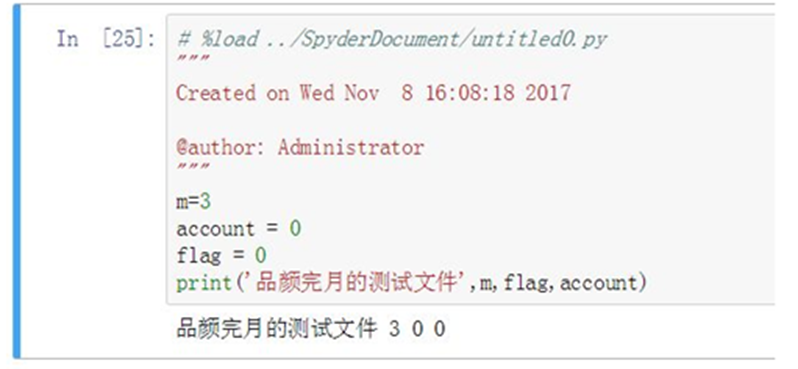 In [25]: # %load ../SpyderDocument/untitled0.py
"""
Created on Wed Nov  8 16:08:18 2017
@author: Administrator
"""
m=3
account = 0
flag = 0
print('品颜完月的测试文件',m,flag,account)
品颜完月的测试文件 3 0 0